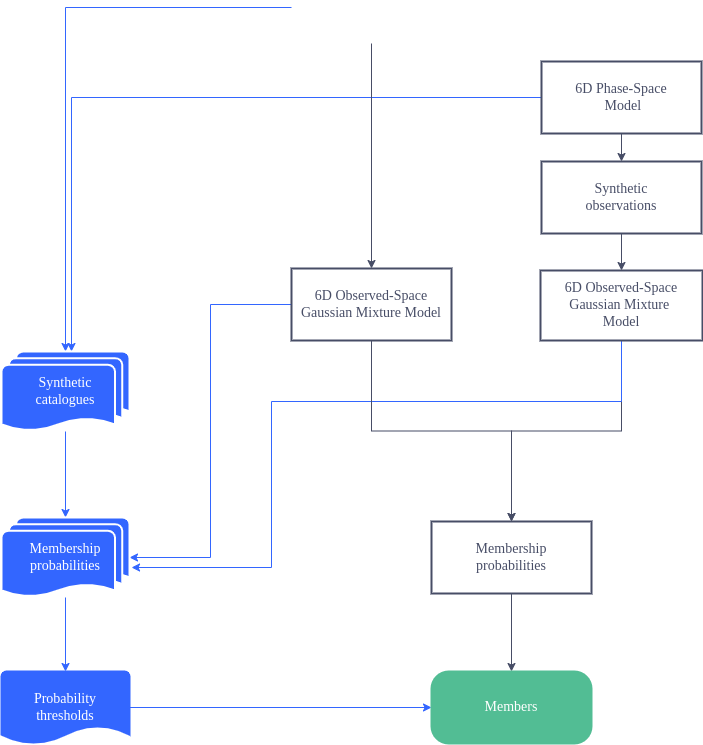 6D Phase-Space
Model
Synthetic
observations
6D Observed-Space
Gaussian Mixture Model
6D Observed-Space
Gaussian Mixture
Model
Synthetic
catalogues
Membership
probabilities
Membership
probabilities
Probability
thresholds
Members